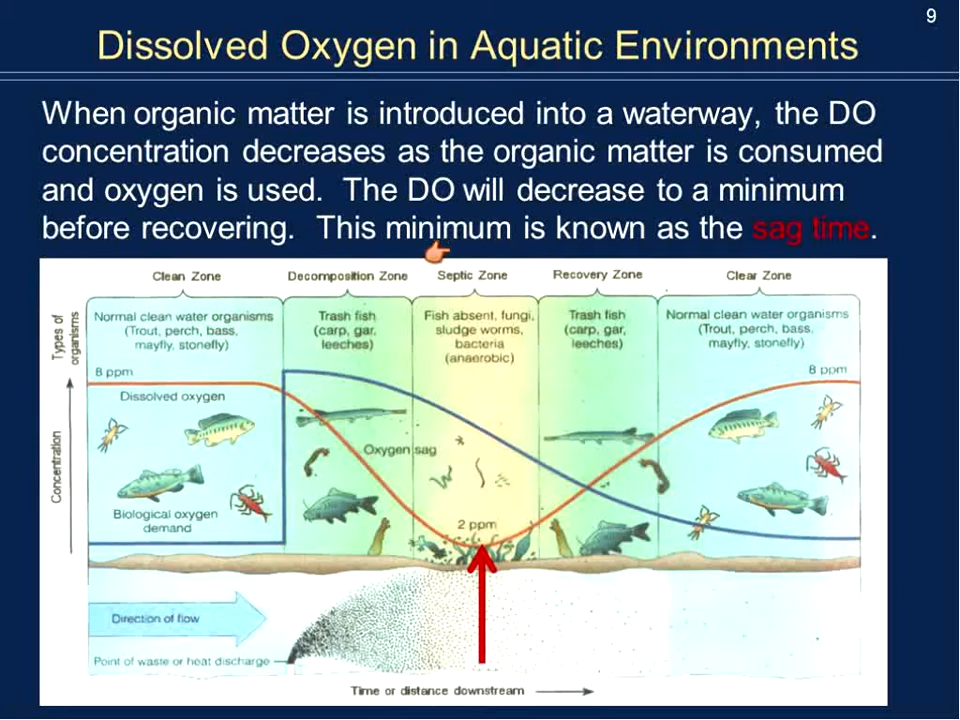 9
Dissolved Oxygen in Aquatic Environments
When organic matter is introduced into a waterway, the DO
concentration decreases as the organic matter is consumed
and oxygen is used. The DO will decrease to a minimum
before recovering. This minimum is known as the sag time.
Clean Zone
Decomposition Zone
Septic Zone
Recovery Zone
Clear Zone
Types of
organisms
Normal clean water organisms
(Trout, perch, bass,
mayfly, stonefly)
Trash fish
(carp, gar,
leeches)
Fish absent, fungi,
sludge worms,
bacteria
(anaerobic)
Trash fish
(carp, gar,
leeches)
Normal clean water organisms
(Trout, perch, bass,
mayfly, stonefly)
8 ppm
8 ppm
Dissolved oxygen
Concentration
Oxygen sag
Biological oxygen
demand
2 ppm
Direction of flow
Point of waste or heat discharge
Time or distance downstream